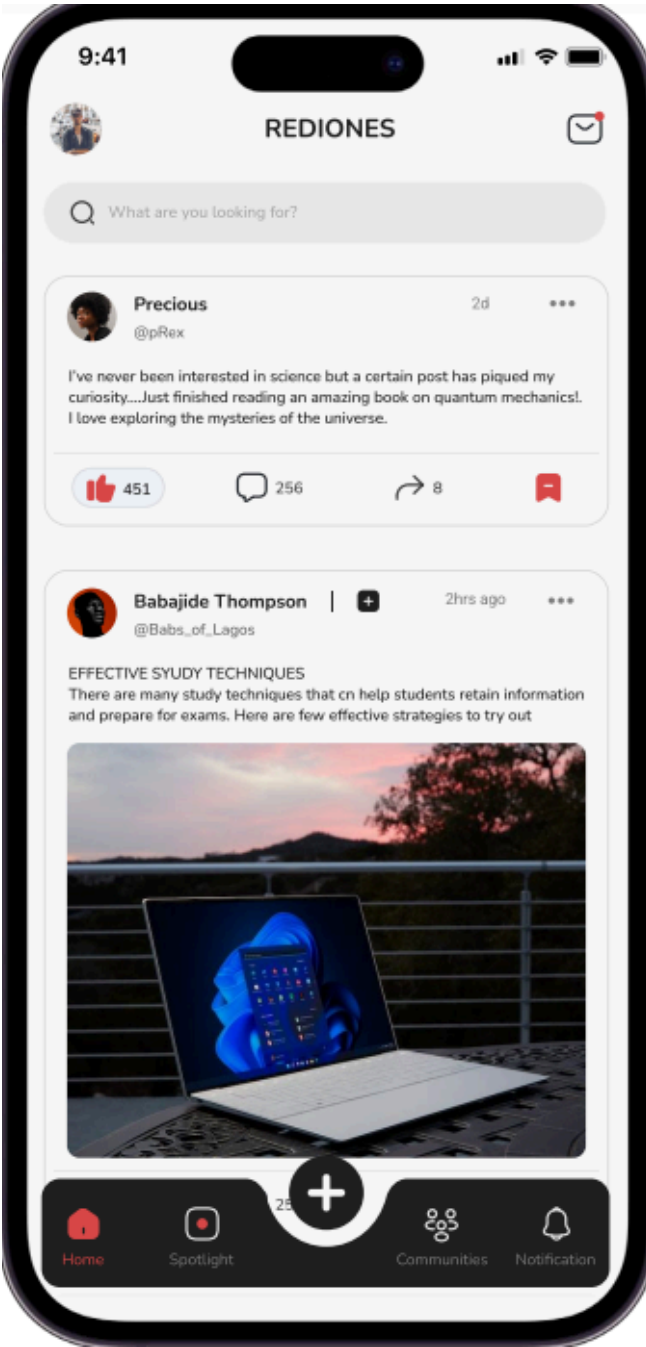 9:41
REDIONES
What are you looking for?
Precious
2d
@pRex
I've never been interested in science but a certain post has piqued my
curiosity....Just finished reading an amazing book on quantum mechanics!.
I love exploring the mysteries of the universe.
451
256
8
Babajide Thompson
2hrs ago
@Babs_of_Lagos
EFFECTIVE SYUDY TECHNIQUES
There are many study techniques that cn help students retain information
and prepare for exams. Here are few effective strategies to try out
Home
Spotlight
Communities
Notification